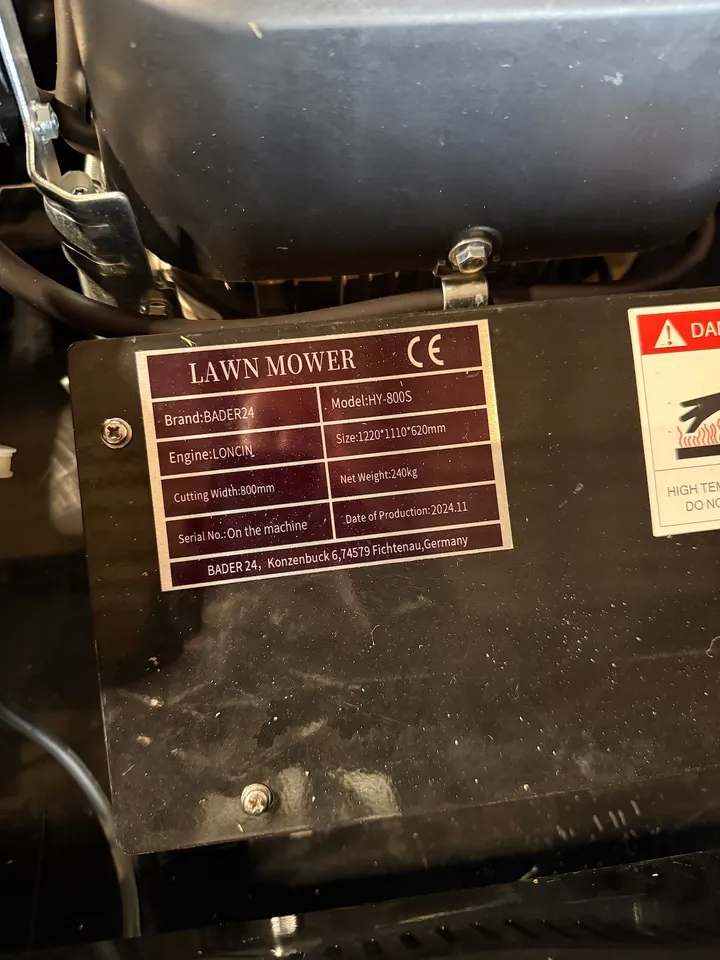 LAWN MOWER CE
Brand:BADER24
Model:HY-800S
Engine:LONCIN
Size:1220*1110*620mm
Cutting Width:800mm
Net Weight:240kg
Serial No.:On the machine
Date of Production:2024.11
BADER 24, Konzenbuck 6,74579 Fichtenau,Germany
DAN
HIGH TEM
DO NO